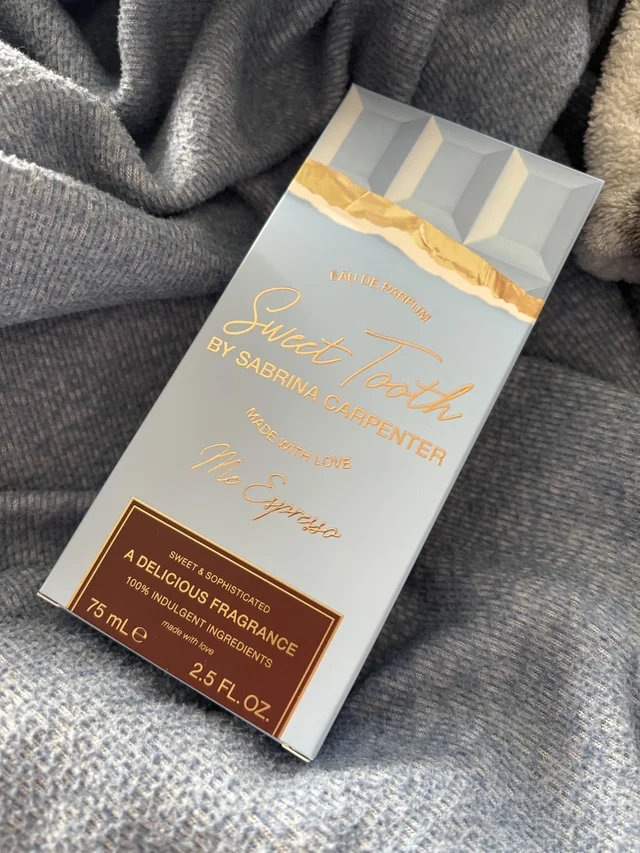 EAU DE PARFUM
Sweet Tooth
BY SABRINA CARPENTER
MADE WITH LOVE
Me Espresso
SWEET & SOPHISTICATED
A DELICIOUS FRAGRANCE
100% INDULGENT INGREDIENTS
made with love
75 mL ℮
2.5 FL. OZ.